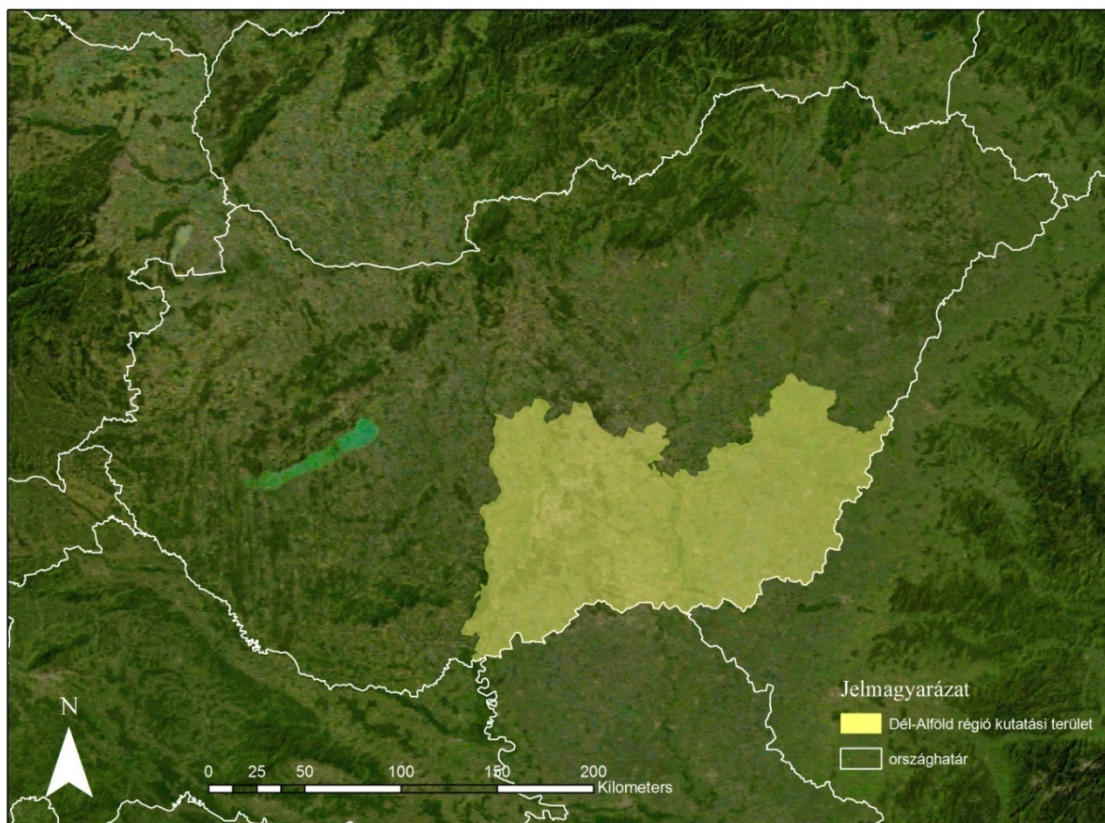 Jelmagyarázat
Dél-Alföld régió kutatási terület
országhatár
N
0 25 50 100 150 200
Kilometers